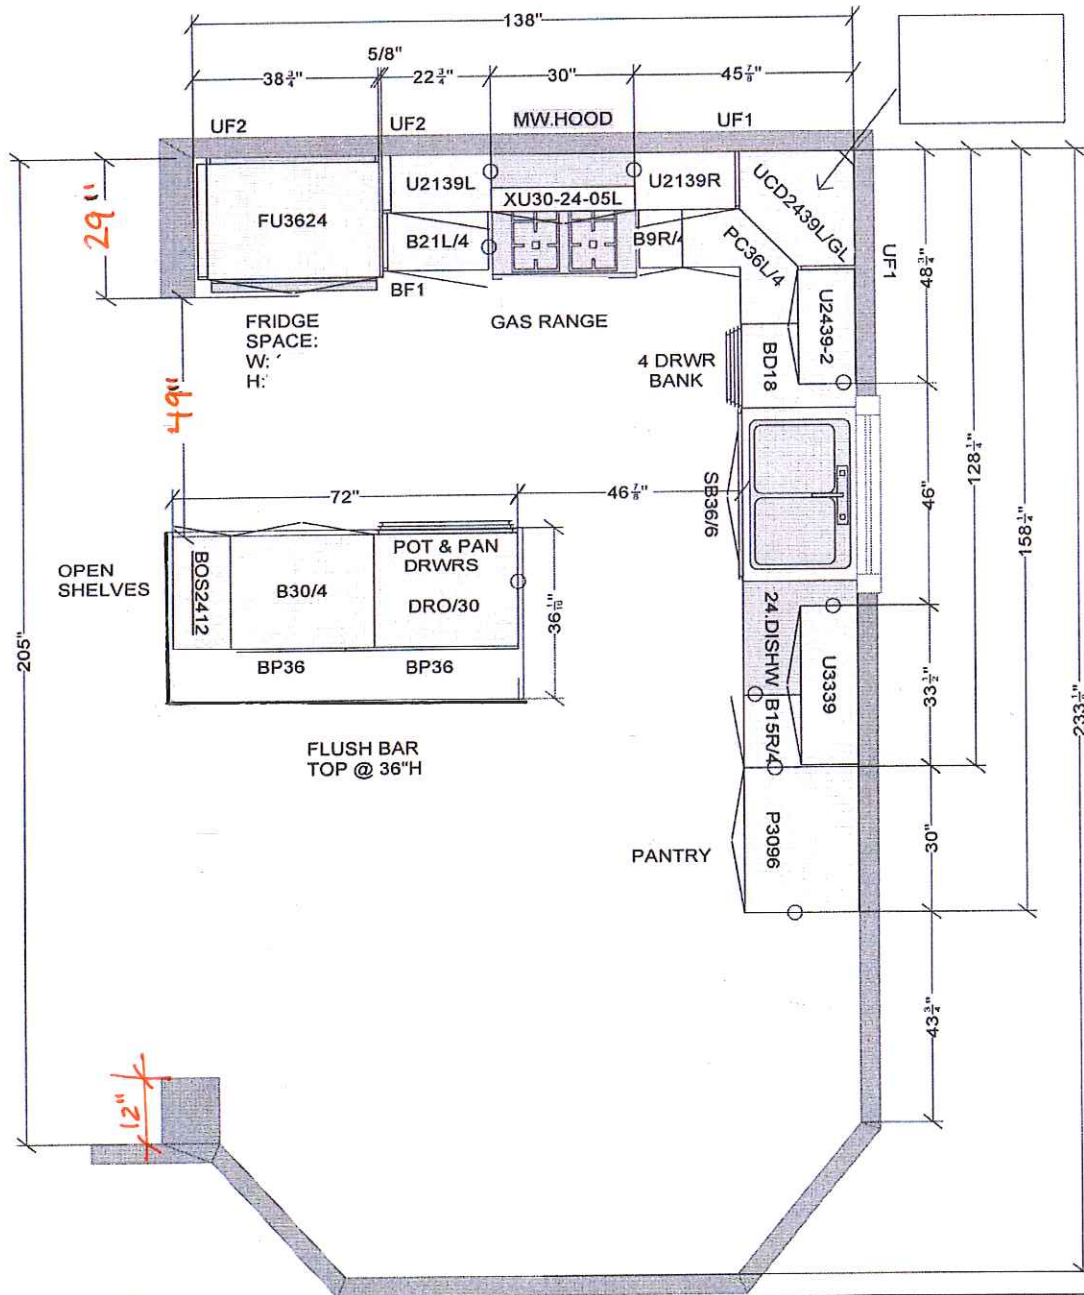 138"
5/8"
38 3/4"
22 3/4"
30"
45 7/8"
UF2
UF2
MW.HOOD
UF1
29"
FU3624
U2139L
XU30-24-05L
U2139R
UCD2439L/GL
B21L/4
B9R/4
PC36L/4
UF1
48 3/4"
BF1
U2439-2
FRIDGE
SPACE:
W:
H:
GAS RANGE
4 DRWR
BANK
BD18
49"
128 1/4"
72"
46 7/8"
SB36/6
46"
158 1/4"
OPEN
SHELVES
BOS2412
B30/4
POT & PAN
DRWRS
DRO/30
36 1/16"
24.DISHW
205"
BP36
BP36
B15R/4
U3339
33 1/2"
233 1/2"
FLUSH BAR
TOP @ 36"H
PANTRY
P3096
30"
43 3/4"
12"